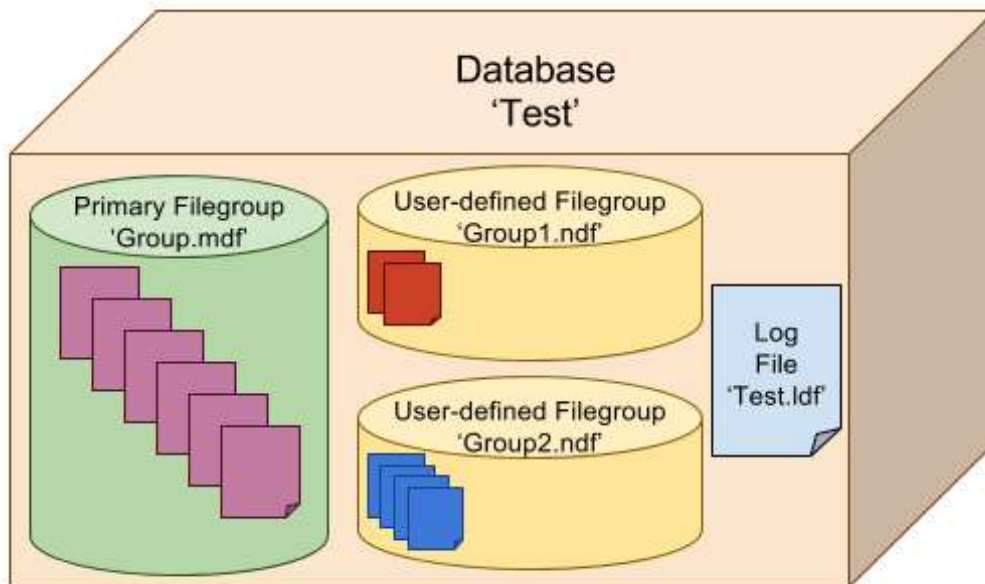 Database
‘Test’
Primary Filegroup
'Group.mdf'
User-defined Filegroup
‘Group1.ndf’
Log
File
‘Test.ldf’
User-defined Filegroup
‘Group2.ndf’